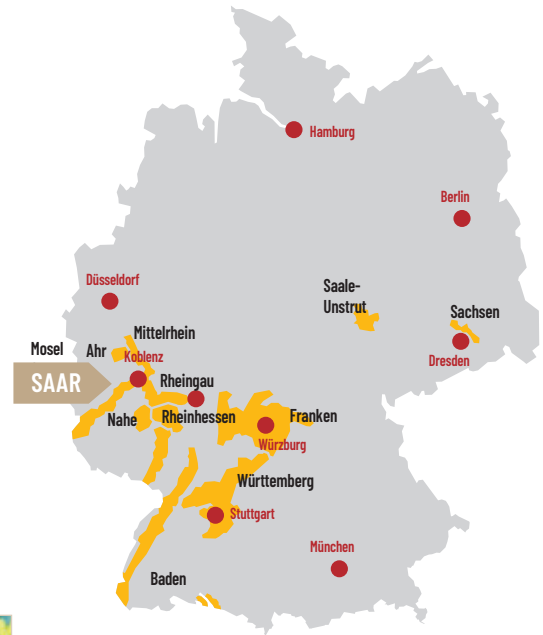 Hamburg
Berlin
Düsseldorf
Saale-
Unstrut
Sachsen
Mittelrhein
Mosel
Ahr
Koblenz
Dresden
SAAR
Rheingau
Nahe
Rheinhessen
Franken
Würzburg
Württemberg
Stuttgart
München
Baden